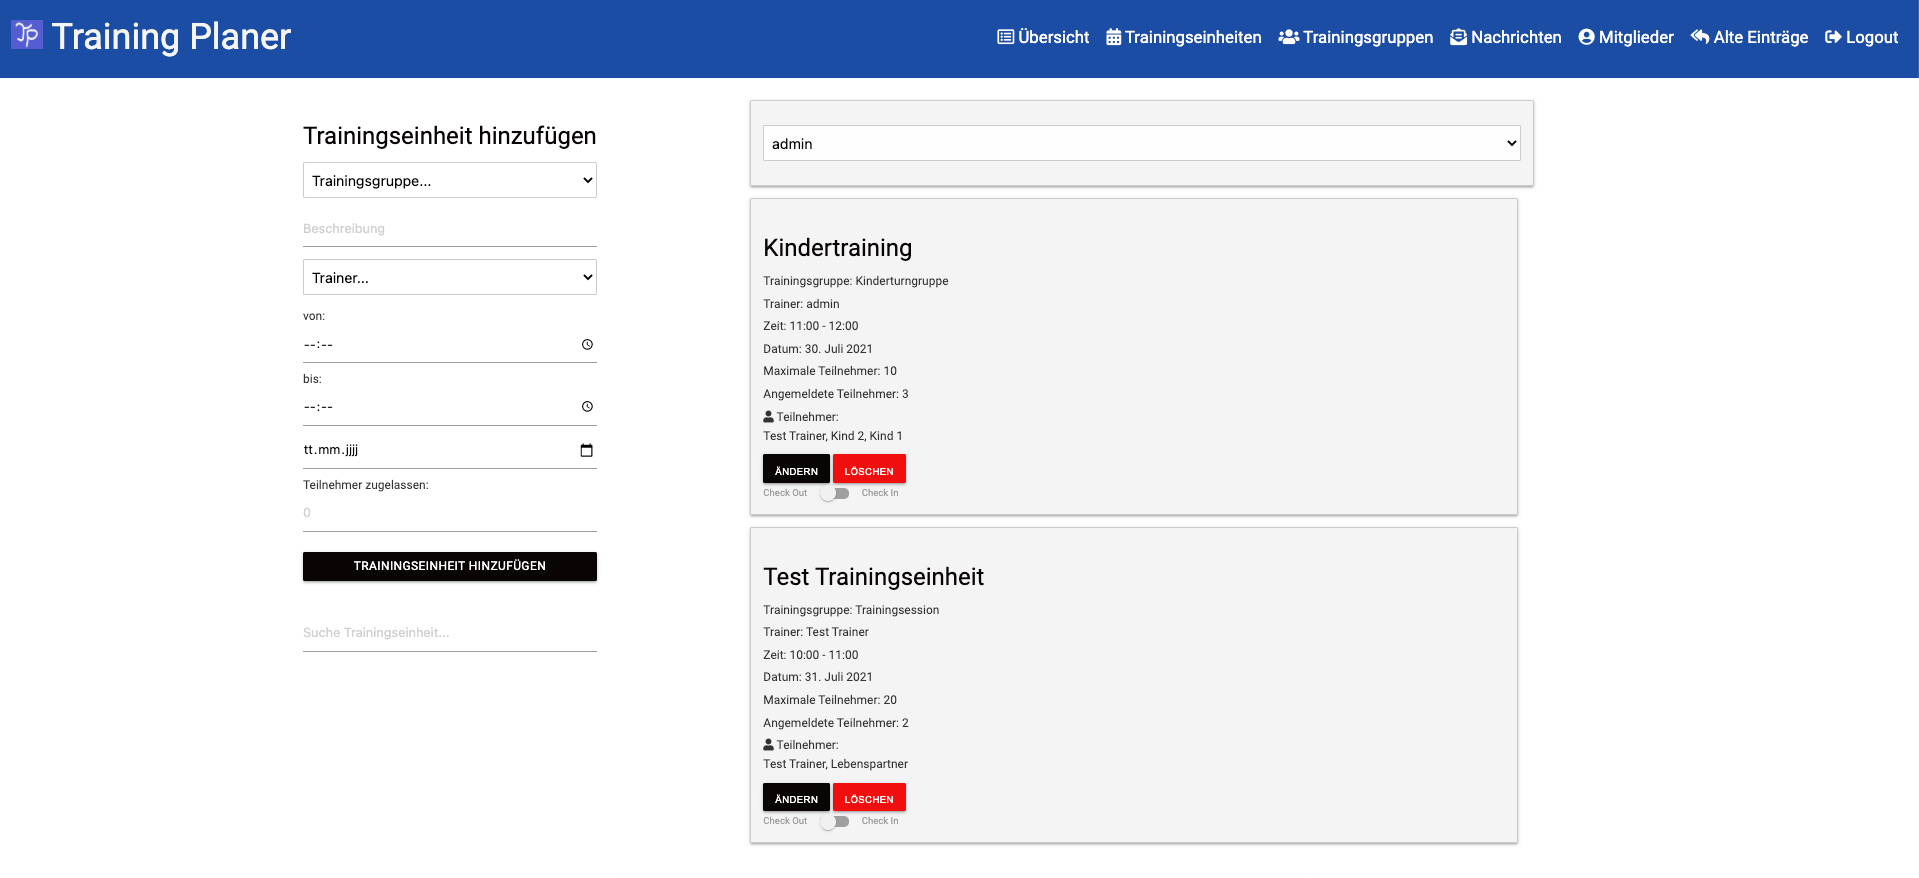 Training Planer
Übersicht Trainingseinheiten Trainingsgruppen Nachrichten Mitglieder Alte Einträge Logout
Trainingseinheit hinzufügen
Trainingsgruppe...
Beschreibung
Trainer...
von:
--:--
bis:
--:--
tt.mm.jjjj
Teilnehmer zugelassen:
0
TRAININGSEINHEIT HINZUFÜGEN
Suche Trainingseinheit...
admin
Kindertraining
Trainingsgruppe: Kinderturngruppe
Trainer: admin
Zeit: 11:00 - 12:00
Datum: 30. Juli 2021
Maximale Teilnehmer: 10
Angemeldete Teilnehmer: 3
Teilnehmer:
Test Trainer, Kind 2, Kind 1
ÄNDERN LÖSCHEN
Check Out Check In
Test Trainingseinheit
Trainingsgruppe: Trainingsession
Trainer: Test Trainer
Zeit: 10:00 - 11:00
Datum: 31. Juli 2021
Maximale Teilnehmer: 20
Angemeldete Teilnehmer: 2
Teilnehmer:
Test Trainer, Lebenspartner
ÄNDERN LÖSCHEN
Check Out Check In